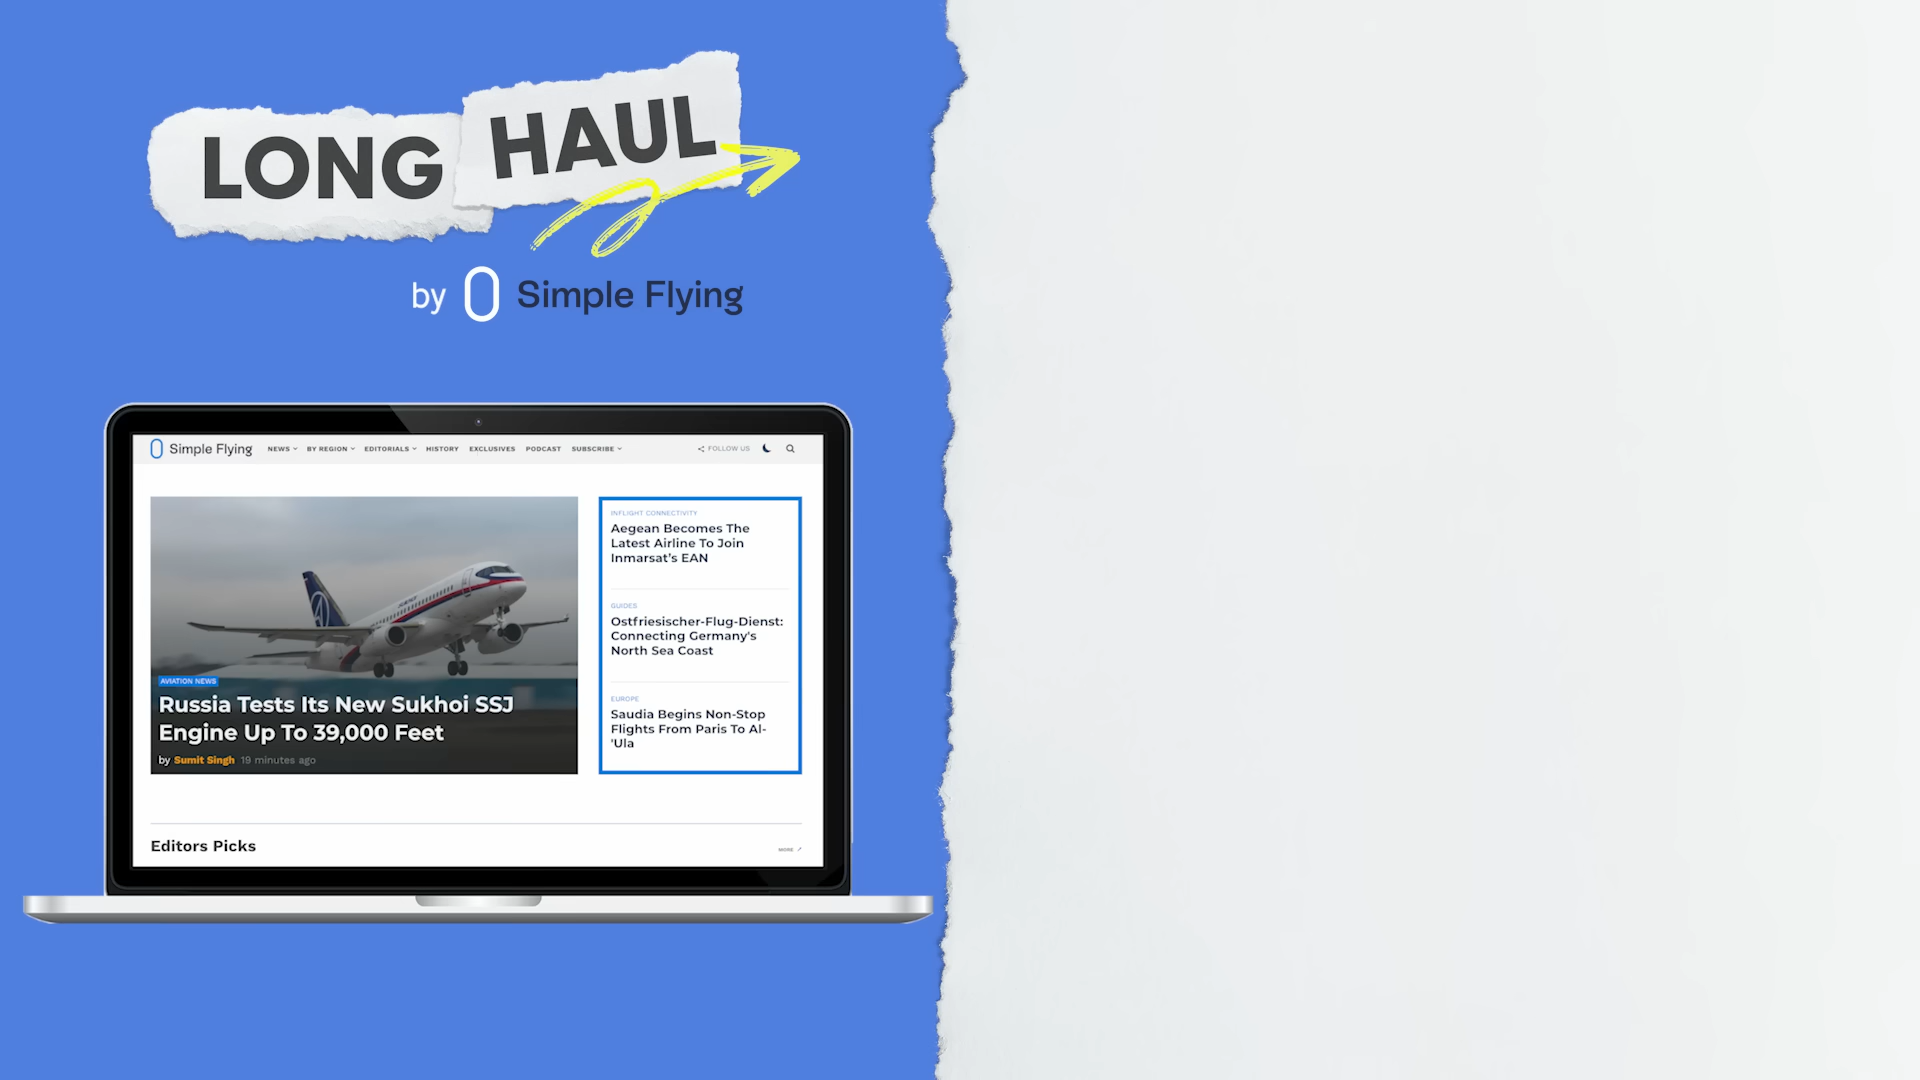 LONG HAUL
by Simple Flying
Simple Flying NEWS BY REGION EDITORIALS HISTORY EXCLUSIVES PODCAST SUBSCRIBE FOLLOW US
AVIATION NEWS
Russia Tests Its New Sukhoi SSJ
Engine Up To 39,000 Feet
by Sumit Singh 19 minutes ago
INFLIGHT CONNECTIVITY
Aegean Becomes The
Latest Airline To Join
Inmarsat's EAN
GUIDES
Ostfriesischer-Flug-Dienst:
Connecting Germany's
North Sea Coast
EUROPE
Saudia Begins Non-Stop
Flights From Paris To Al-
'Ula
Editors Picks
MORE